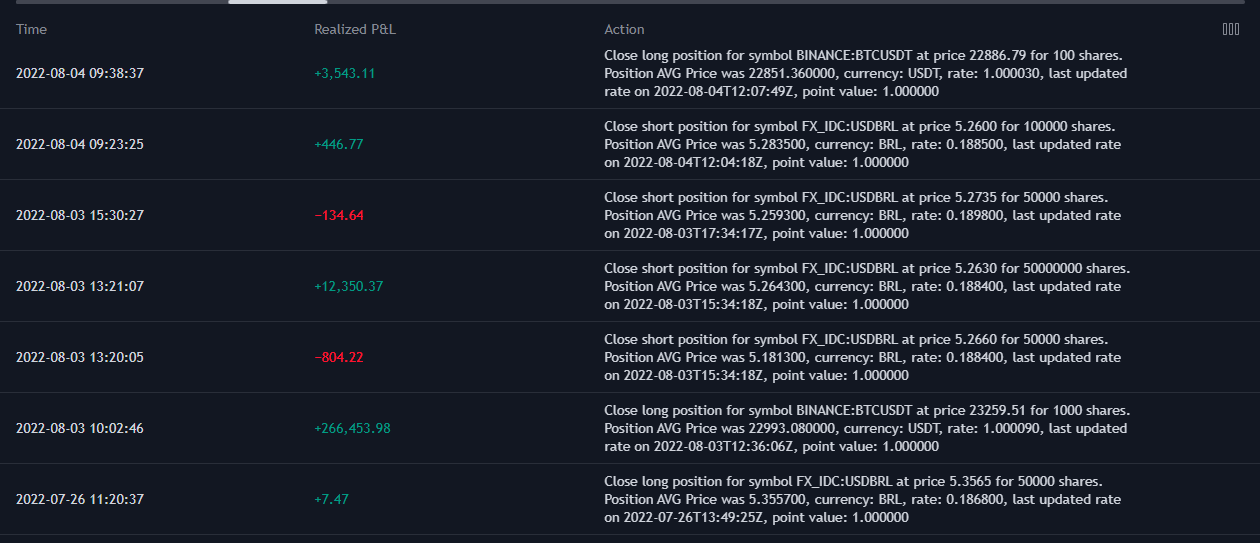 Time Realized P&L Action
Close long position for symbol BINANCE:BTCUSDT at price 22886.79 for 100 shares.
2022-08-04 09:38:37 +3,543.11 Position AVG Price was 22851.360000, currency: USDT, rate: 1.000030, last updated
rate on 2022-08-04T12:07:49Z, point value: 1.000000
Close short position for symbol FX_IDC:USDBRL at price 5.2600 for 100000 shares.
2022-08-04 09:23:25 +446.77 Position AVG Price was 5.283500, currency: BRL, rate: 0.188500, last updated rate
on 2022-08-04T12:04:18Z, point value: 1.000000
Close short position for symbol FX_IDC:USDBRL at price 5.2735 for 50000 shares.
2022-08-03 15:30:27 −134.64 Position AVG Price was 5.259300, currency: BRL, rate: 0.189800, last updated rate
on 2022-08-03T17:34:17Z, point value: 1.000000
Close short position for symbol FX_IDC:USDBRL at price 5.2630 for 50000000 shares.
2022-08-03 13:21:07 +12,350.37 Position AVG Price was 5.264300, currency: BRL, rate: 0.188400, last updated rate
on 2022-08-03T15:34:18Z, point value: 1.000000
Close short position for symbol FX_IDC:USDBRL at price 5.2660 for 50000 shares.
2022-08-03 13:20:05 −804.22 Position AVG Price was 5.181300, currency: BRL, rate: 0.188400, last updated rate
on 2022-08-03T15:34:18Z, point value: 1.000000
Close long position for symbol BINANCE:BTCUSDT at price 23259.51 for 1000 shares.
2022-08-03 10:02:46 +266,453.98 Position AVG Price was 22993.080000, currency: USDT, rate: 1.000090, last updated
rate on 2022-08-03T12:36:06Z, point value: 1.000000
Close long position for symbol FX_IDC:USDBRL at price 5.3565 for 50000 shares.
2022-07-26 11:20:37 +7.47 Position AVG Price was 5.355700, currency: BRL, rate: 0.186800, last updated rate
on 2022-07-26T13:49:25Z, point value: 1.000000